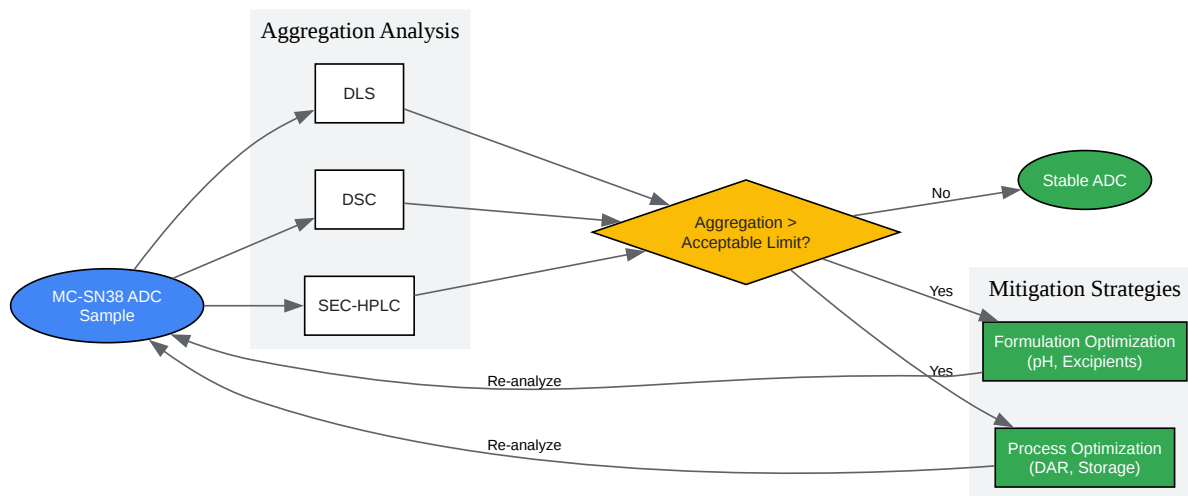 Aggregation Analysis
DLS
DSC
SEC-HPLC
MC-SN38 ADC
Sample
Aggregation >
Acceptable Limit?
No
Stable ADC
Yes
Yes
Mitigation Strategies
Formulation Optimization
(pH, Excipients)
Process Optimization
(DAR, Storage)
Re-analyze
Re-analyze